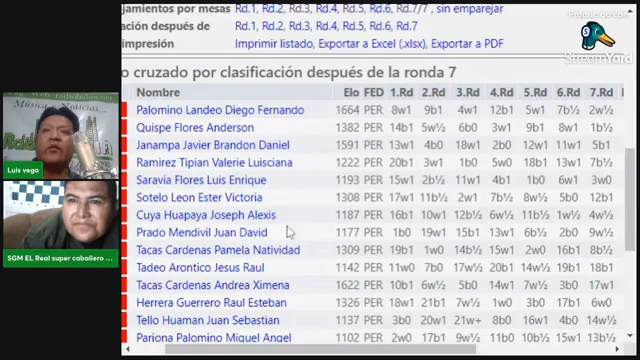 ajamientos por mesas Rd.1, Rd.2, Rd.3, Rd.4, Rd.5, Rd.6, Rd.7/7 , sin emparejar
ación después de Rd.1, Rd.2, Rd.3, Rd.4, Rd.5, Rd.6, Rd.7
impresión Imprimir listado, Exportar a Excel (.xlsx), Exportar a PDF
StreamYard
o cruzado por clasificación después de la ronda 7
Nombre Elo FED 1.Rd 2.Rd 3.Rd 4.Rd 5.Rd 6.Rd 7.Rd
Palomino Landeo Diego Fernando 1664 PER 8w1 9b1 4w1 12b1 5w1 7b½ 2w½
Quispe Flores Anderson 1382 PER 14b1 5w½ 6b0 3w1 9b1 8w1 1b½
Janampa Javier Brandon Daniel 1591 PER 13w1 4b0 18w1 2b0 12w1 11w1 5b1
Ramirez Tipian Valerie Luisciana 1222 PER 20b1 3w1 1b0 5w0 18b1 13w1 7b½
Saravia Flores Luis Enrique 1193 PER 15w1 2b½ 11w1 4b1 1b0 6w1 3w0
Sotelo Leon Ester Victoria 1308 PER 17w1 11b½ 2w1 7b½ 8w½ 5b0 12b1
Cuya Huapaya Joseph Alexis 1187 PER 16b1 10w1 12b½ 6w½ 11b½ 1w½ 4w½
Prado Mendivil Juan David 1177 PER 1b0 19w1 15b1 13w1 6b½ 2b0 9w½
Tacas Cardenas Pamela Natividad 1309 PER 19b1 1w0 14b½ 15w1 2w0 16b1 8b½
Tadeo Arontico Jesus Raul 1142 PER 11w0 7b0 17w½ 20b1 14w½ 19b1 18b1
Tacas Cardenas Andrea Ximena 1622 PER 10b1 6w½ 5b0 14w1 7w½ 3b0 17w1
Herrera Guerrero Raul Esteban 1326 PER 18w1 21b1 7w½ 1w0 3b0 17b1 6w0
Tello Huaman Juan Sebastian 1137 PER 3b0 20w1 21w+ 8b0 16w1 4b0 14w½
Pariona Palomino Miguel Angel 1102 PER 2w0 17b1 9w½ 11b0 10b½ 15w1 13b½
Música & Noticias...
Luis vega
SGM EL Real super caballero ...